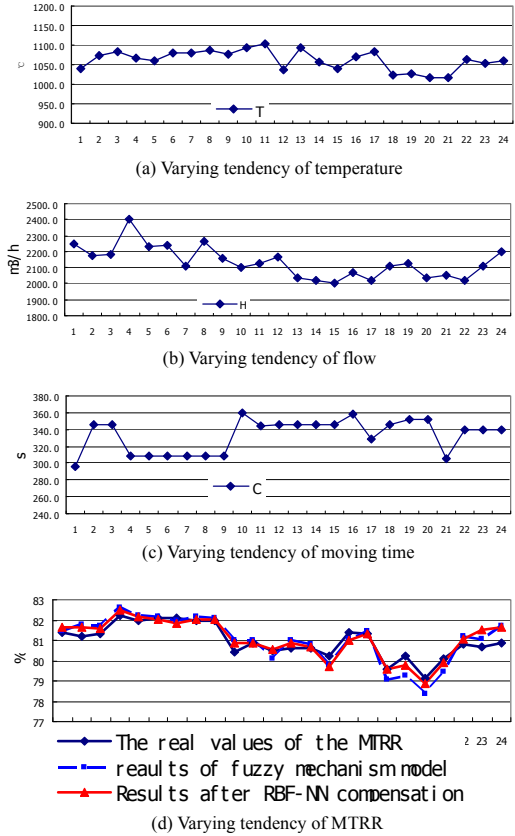 1200.0
1150.0
1100.0
1050.0
1000.0
950.0
900.0
℃
T
1 2 3 4 5 6 7 8 9 10 11 12 13 14 15 16 17 18 19 20 21 22 23 24
(a) Varying tendency of temperature
2500.0
2400.0
2300.0
2200.0
2100.0
2000.0
1900.0
1800.0
mB/h
H
1 2 3 4 5 6 7 8 9 10 11 12 13 14 15 16 17 18 19 20 21 22 23 24
(b) Varying tendency of flow
380.0
360.0
340.0
320.0
300.0
280.0
260.0
240.0
s
C
1 2 3 4 5 6 7 8 9 10 11 12 13 14 15 16 17 18 19 20 21 22 23 24
(c) Varying tendency of moving time
83
82
81
80
79
78
77
%
The real values of the MTRR
2 23 24
reaults of fuzzy mechanism model
Results after RBF-NN compensation
(d) Varying tendency of MTRR